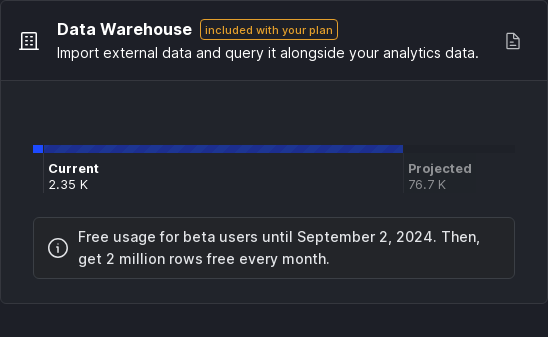 Data Warehouse included with your plan
Import external data and query it alongside your analytics data.
Current Projected
2.35 K 76.7 K
Free usage for beta users until September 2, 2024. Then,
get 2 million rows free every month.